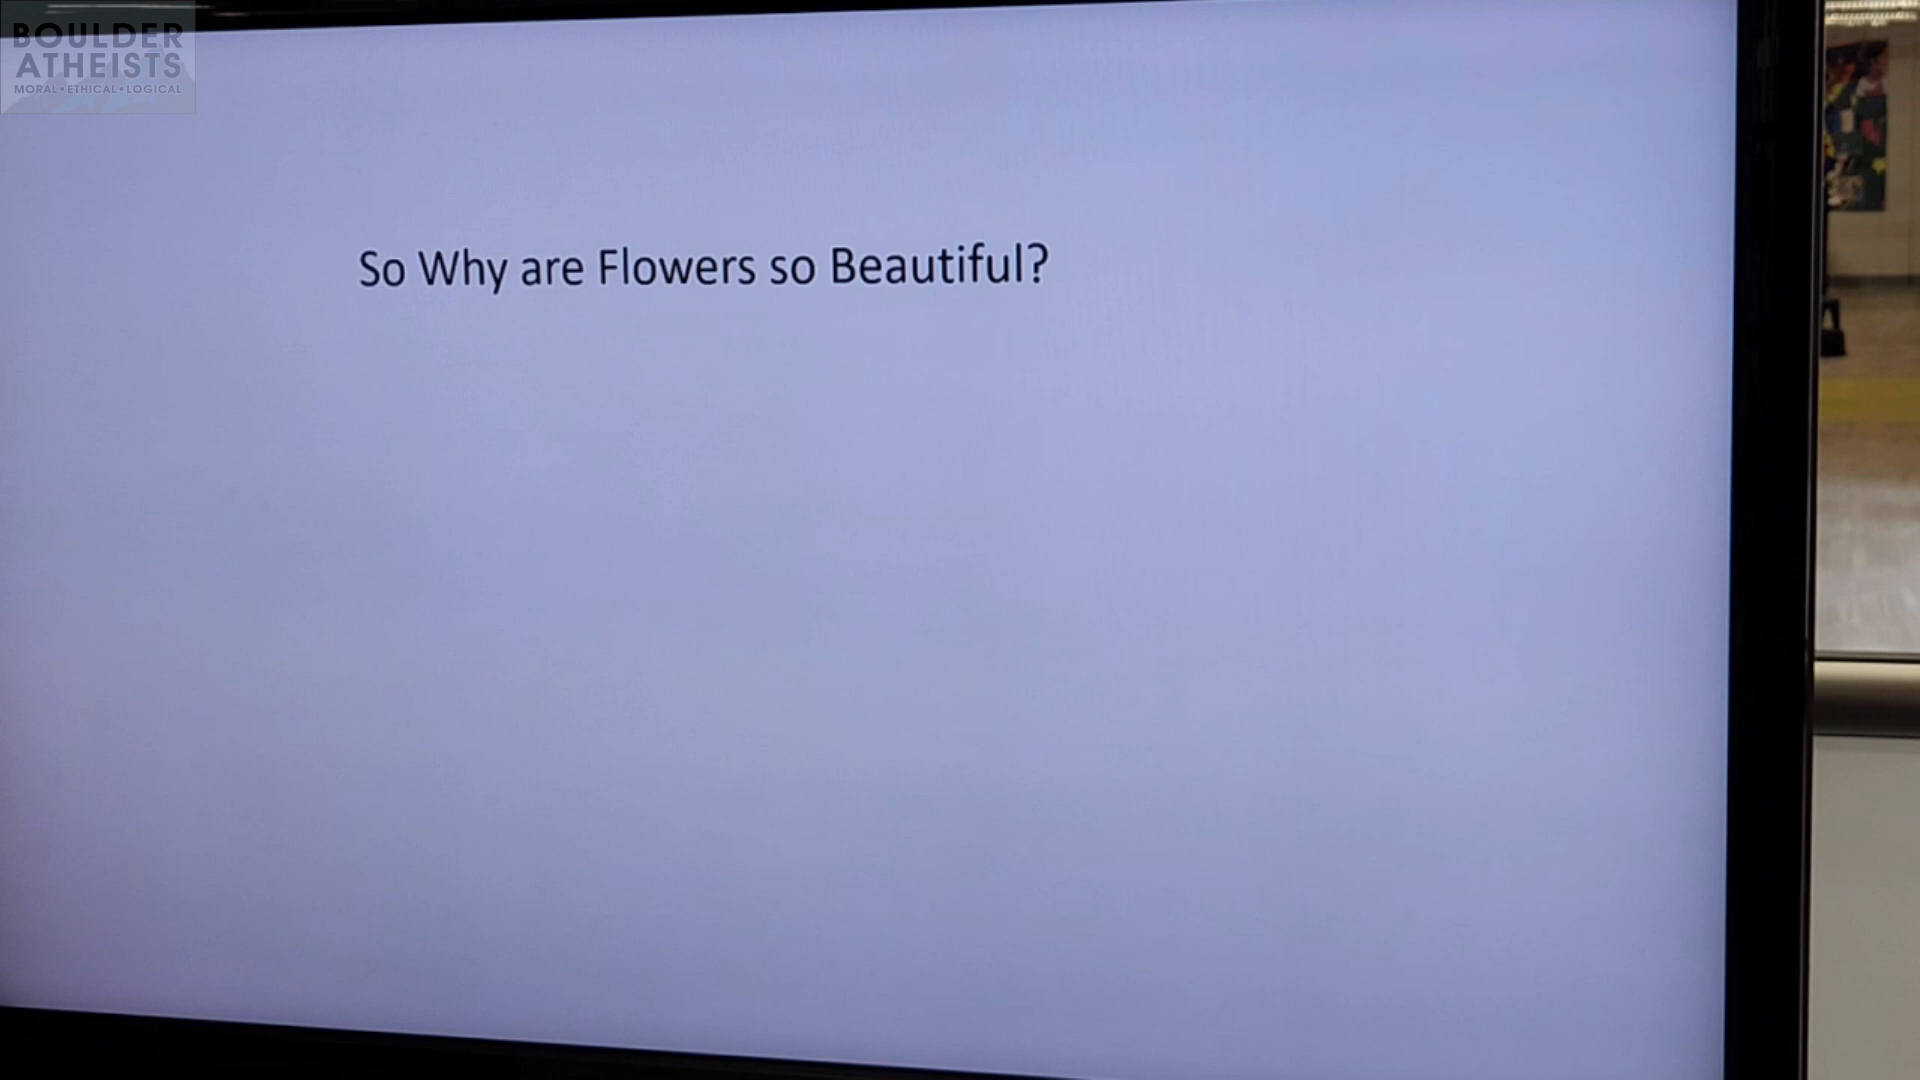 BOULDER
ATHEISTS
MORAL•ETHICAL•LOGICAL
So Why are Flowers so Beautiful?